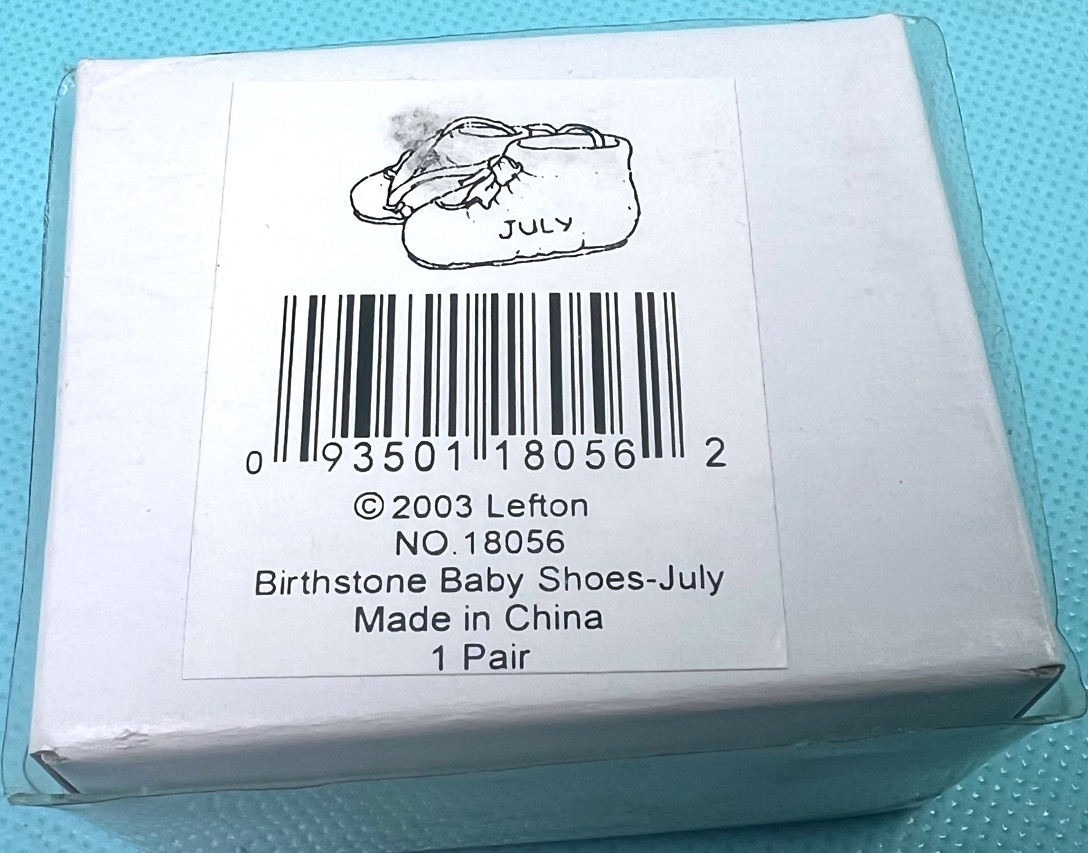 JULY
0 93501 18056 2
© 2003 Lefton
NO.18056
Birthstone Baby Shoes-July
Made in China
1 Pair